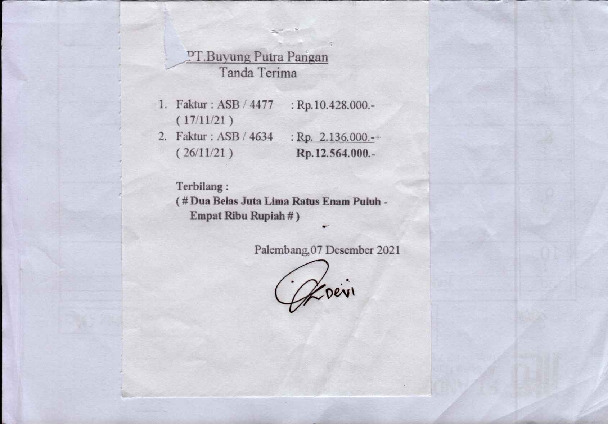 PT.Buyung Putra Pangan
Tanda Terima
1. Faktur : ASB / 4477 : Rp.10.428.000.-
( 17/11/21 )
2. Faktur : ASB / 4634 : Rp. 2.136.000.-+
(26/11/21 ) Rp.12.564.000.-
Terbilang :
( # Dua Belas Juta Lima Ratus Enam Puluh -
Empat Ribu Rupiah # )
Palembang,07 Desember 2021
Devi